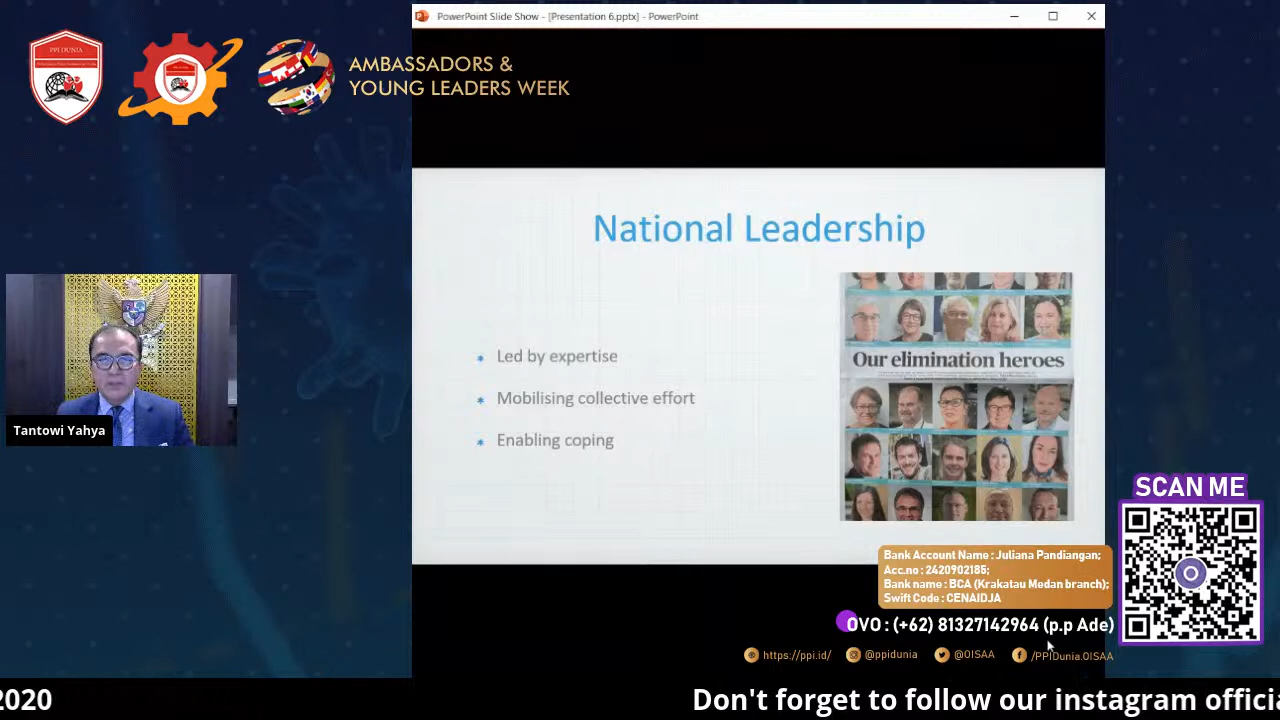 PowerPoint Slide Show - [Presentation 6.pptx] - PowerPoint
PPI DUNIA
AMBASSADORS &
YOUNG LEADERS WEEK
National Leadership
Led by expertise
Mobilising collective effort
Enabling coping
Our elimination heroes
Tantowi Yahya
SCAN ME
Bank Account Name : Juliana Pandiangan;
Acc.no : 2420902185;
Bank name : BCA (Krakatau Medan branch);
Swift Code : CENAIDJA
OVO : (+62) 81327142964 (p.p Ade)
https://ppi.id/ @ppidunia @OISAA /PPIDunia.OISAA
2020 Don't forget to follow our instagram officia